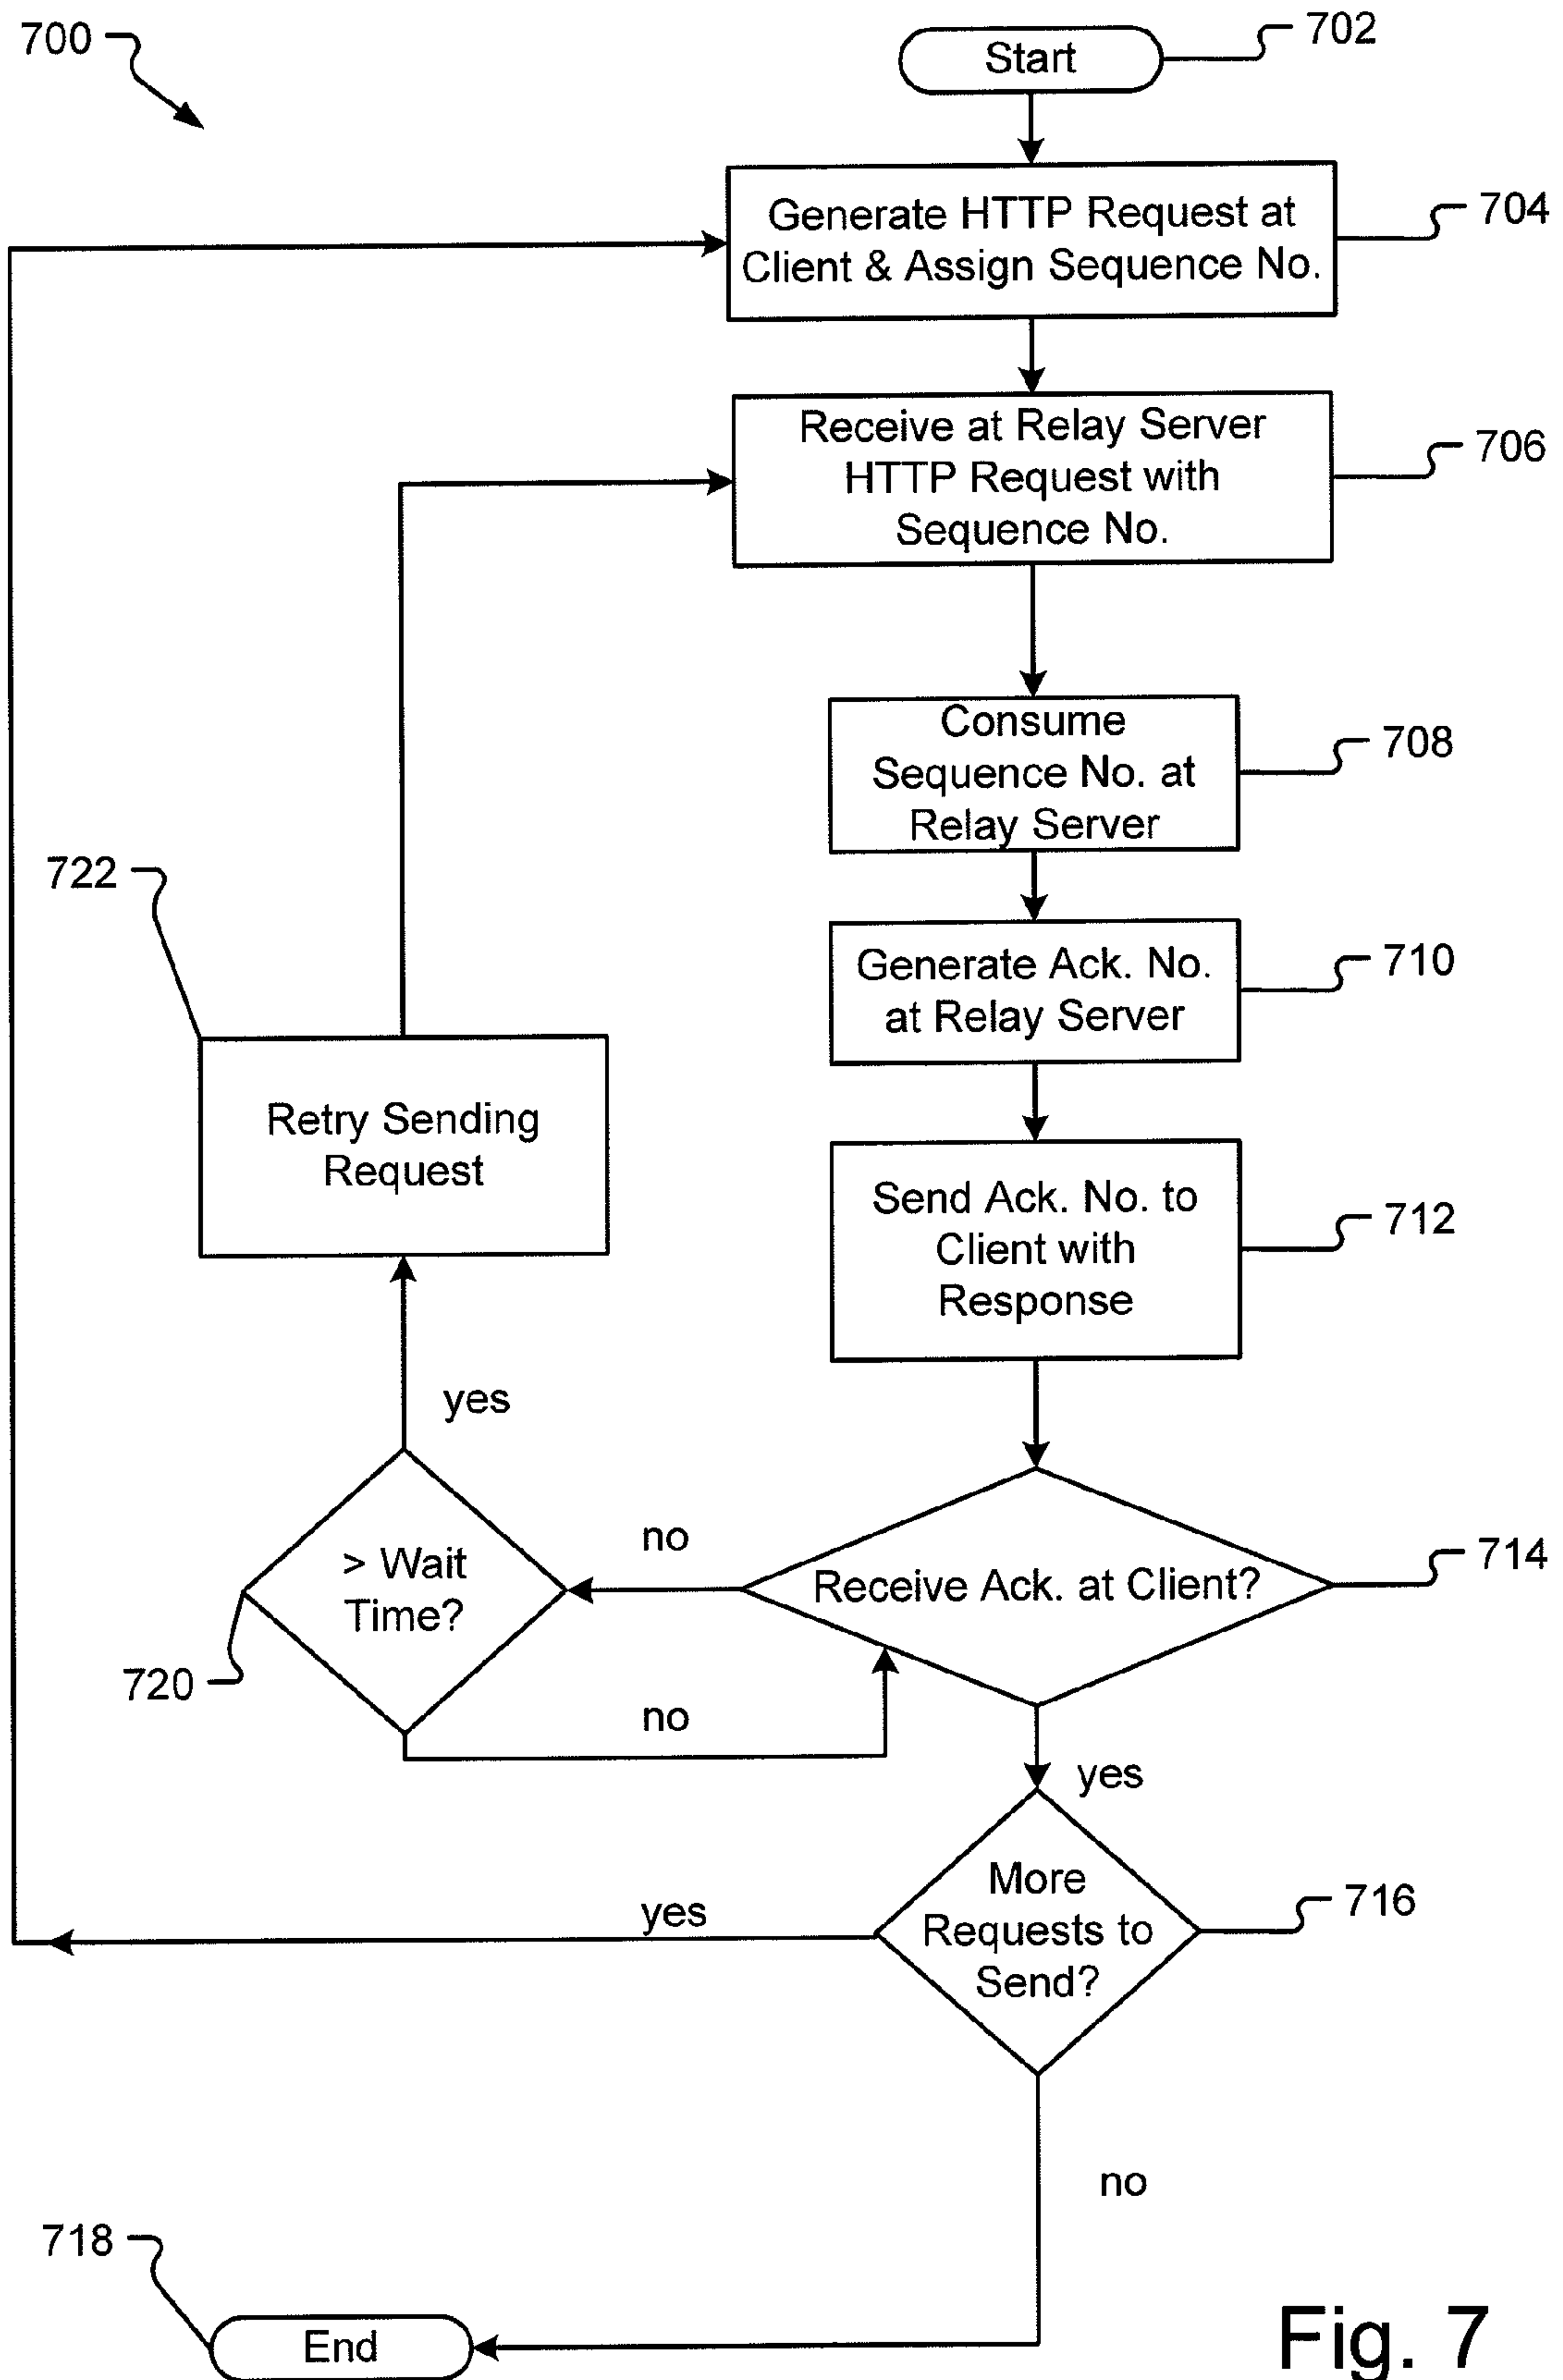 700
Start
702
Generate HTTP Request at
Client & Assign Sequence No.
704
Receive at Relay Server
HTTP Request with
Sequence No.
706
Consume
Sequence No. at
Relay Server
708
722
Generate Ack. No.
at Relay Server
710
Retry Sending
Request
Send Ack. No. to
Client with
Response
712
yes
> Wait
Time?
no
Receive Ack. at Client?
714
720
no
yes
More
Requests to
Send?
716
yes
no
718
End
Fig. 7